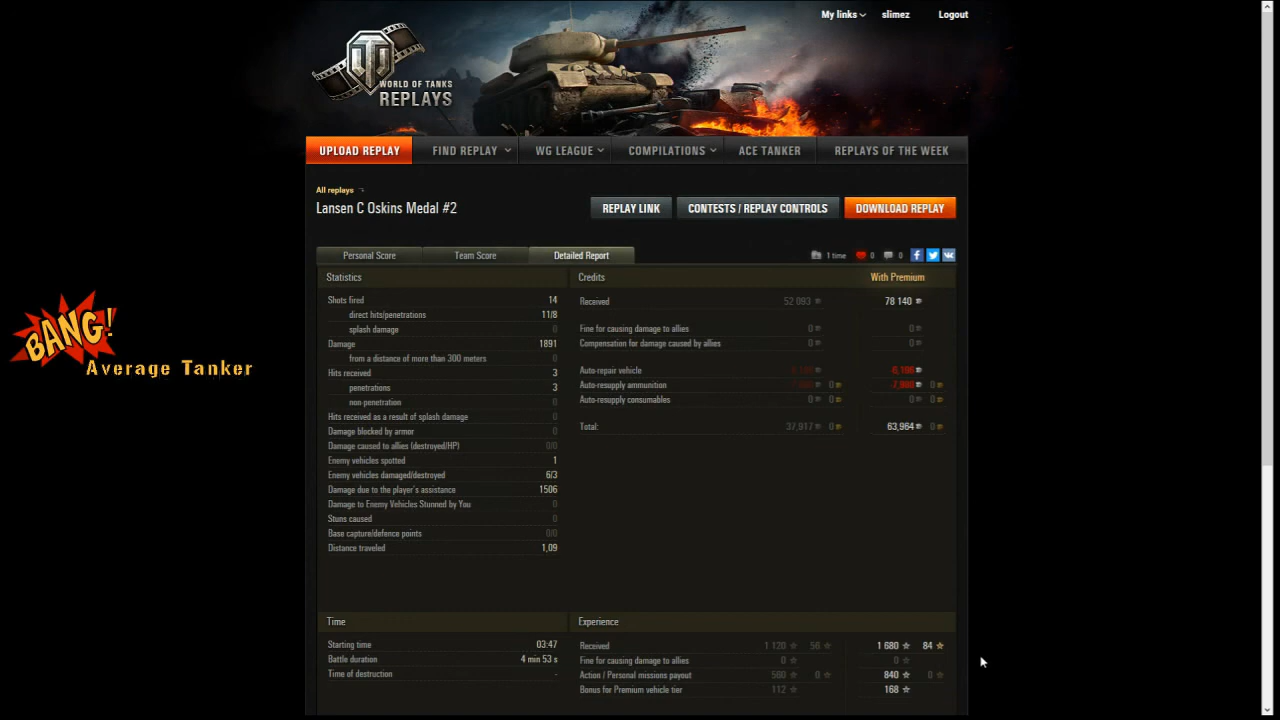 My links slimez Logout
WORLD OF TANKS
REPLAYS
UPLOAD REPLAY FIND REPLAY WG LEAGUE COMPILATIONS ACE TANKER REPLAYS OF THE WEEK
All replays
Lansen C Oskins Medal #2
REPLAY LINK CONTESTS / REPLAY CONTROLS DOWNLOAD REPLAY
Personal Score Team Score Detailed Report 1 time 0 0
Statistics Credits With Premium
Shots fired 14 Received 52 093 78 140
direct hits/penetrations 11/8
splash damage 0 Fine for causing damage to allies 0 0
Damage 1891 Compensation for damage caused by allies 0 0
from a distance of more than 300 meters 0
Hits received 3 Auto-repair vehicle
penetrations 3 Auto-resupply ammunition 0 0
non-penetration 0 Auto-resupply consumables 0 0 0 0
Hits received as a result of splash damage 0
Damage blocked by armor 0 Total: 37,917 0 63,964 0
Damage caused to allies (destroyed/HP) 0/0
Enemy vehicles spotted 1
Enemy vehicles damaged/destroyed 6/3
Damage due to the player's assistance 1506
Damage to Enemy Vehicles Stunned by You 0
Stuns caused 0
Base capture/defence points 0/0
Distance traveled 1,09
BANG!
Average Tanker
Time Experience
Starting time 03:47 Received 1 120 56 1 680 84
Battle duration 4 min 53 s Fine for causing damage to allies 0 0
Time of destruction - Action / Personal missions payout 560 0 840 0
Bonus for Premium vehicle tier 112 168